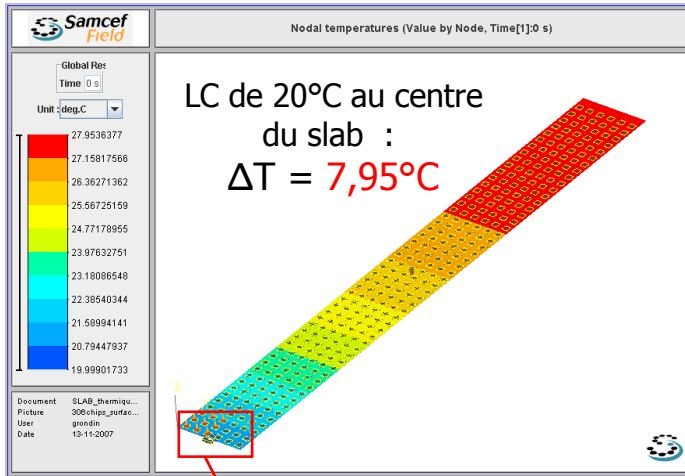 Samcef
Field
Nodal temperatures (Value by Node, Time[1]:0 s)
Global Res
Time 0 s
Unit : deg.C
27.9536377
27.15817566
26.36271362
25.56725159
24.77178955
23.97632751
23.18086548
22.38540344
21.58994141
20.79447937
19.99901733
LC de 20°C au centre
du slab :
ΔT = 7,95°C
Z
Document SLAB_thermiqu...
Picture 306chips_surfac...
User grondin
Date 13-11-2007